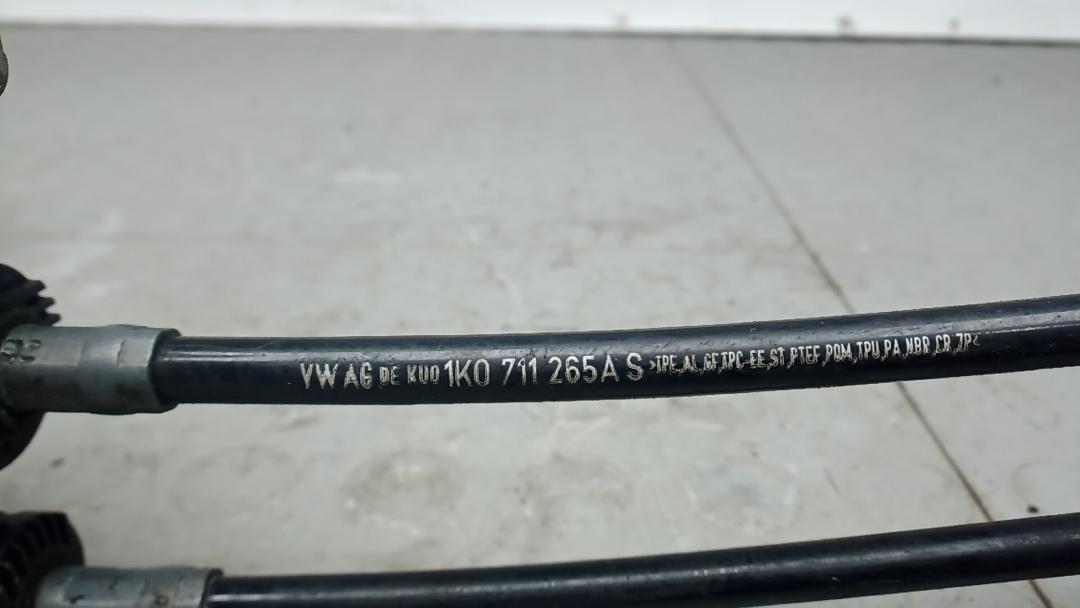 VW AG DE KUO 1K0 711 265 A S >TPE,AL,GF,TPC-EE,ST,PTEF,POM,TPU,PA,NBR,CR,ZP<